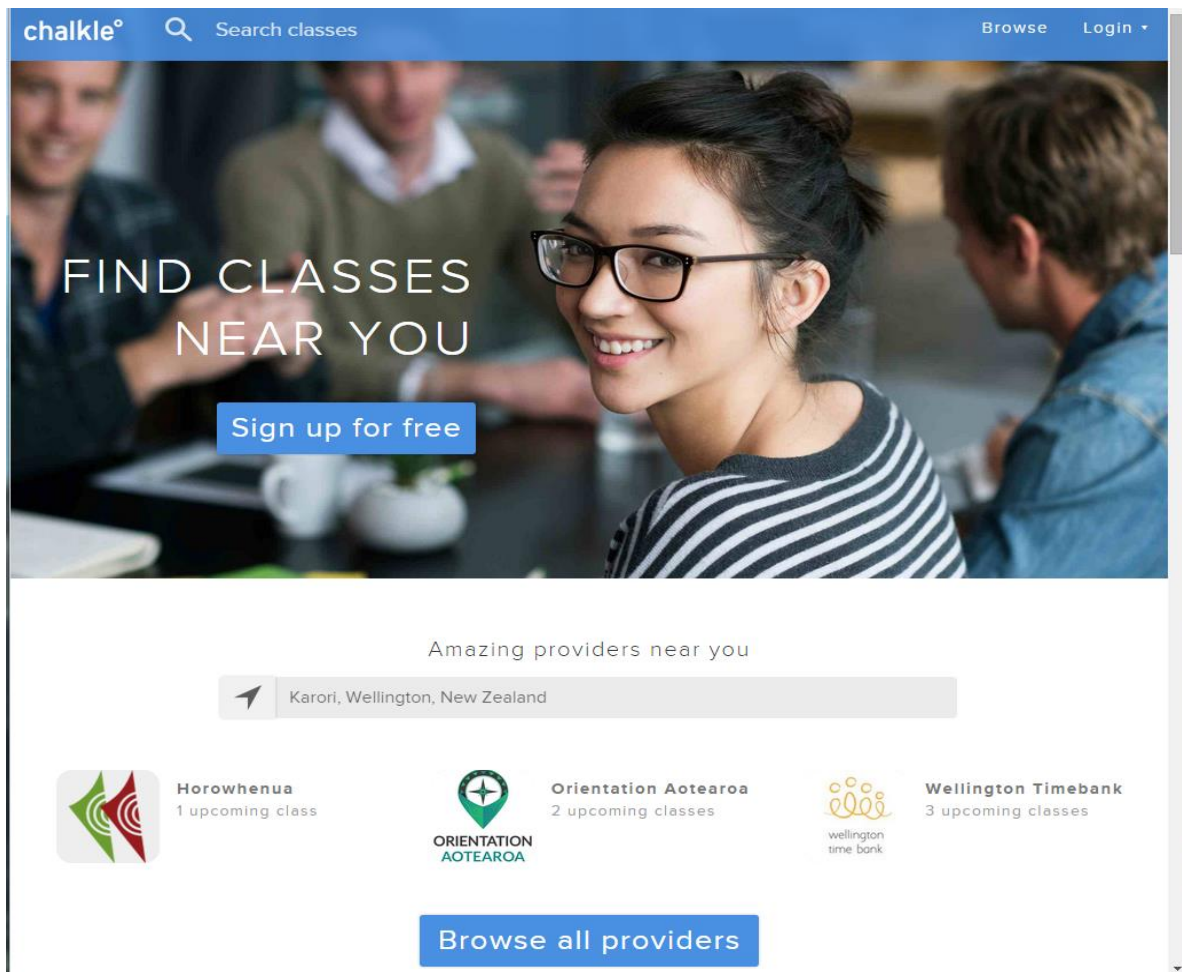 chalkle°
Search classes
Browse
Login
FIND CLASSES
NEAR YOU
Sign up for free
Amazing providers near you
Karori, Wellington, New Zealand
Horowhenua
1 upcoming class
ORIENTATION
AOTEAROA
Orientation Aotearoa
2 upcoming classes
wellington
time bank
Wellington Timebank
3 upcoming classes
Browse all providers